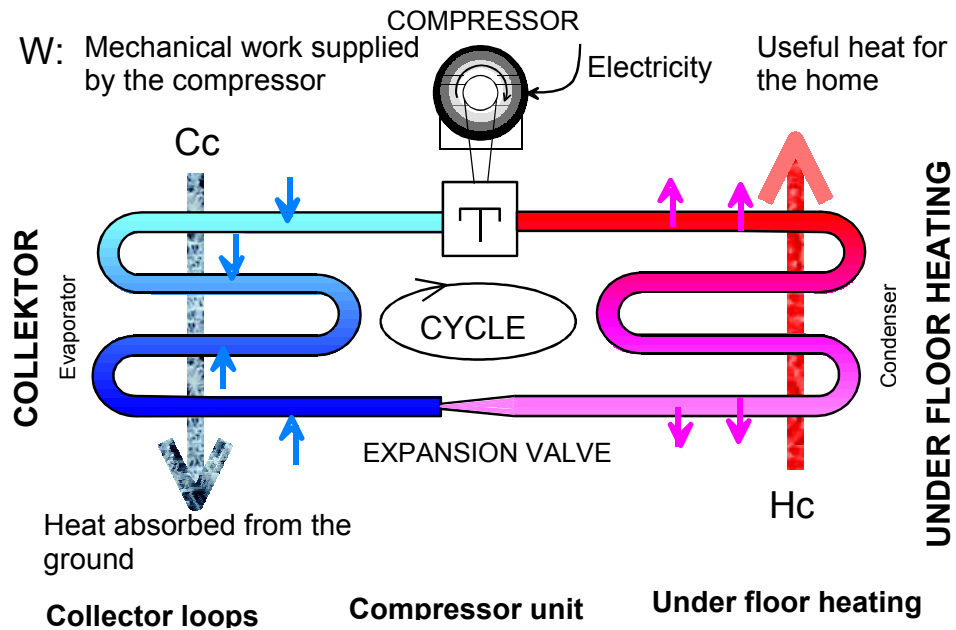 COMPRESSOR
W: Mechanical work supplied
by the compressor
Electricity
Useful heat for
the home
Cc
COLLEKTOR
Evaporator
T
CYCLE
Condenser
UNDER FLOOR HEATING
EXPANSION VALVE
Hc
Heat absorbed from the
ground
Collector loops
Compressor unit
Under floor heating